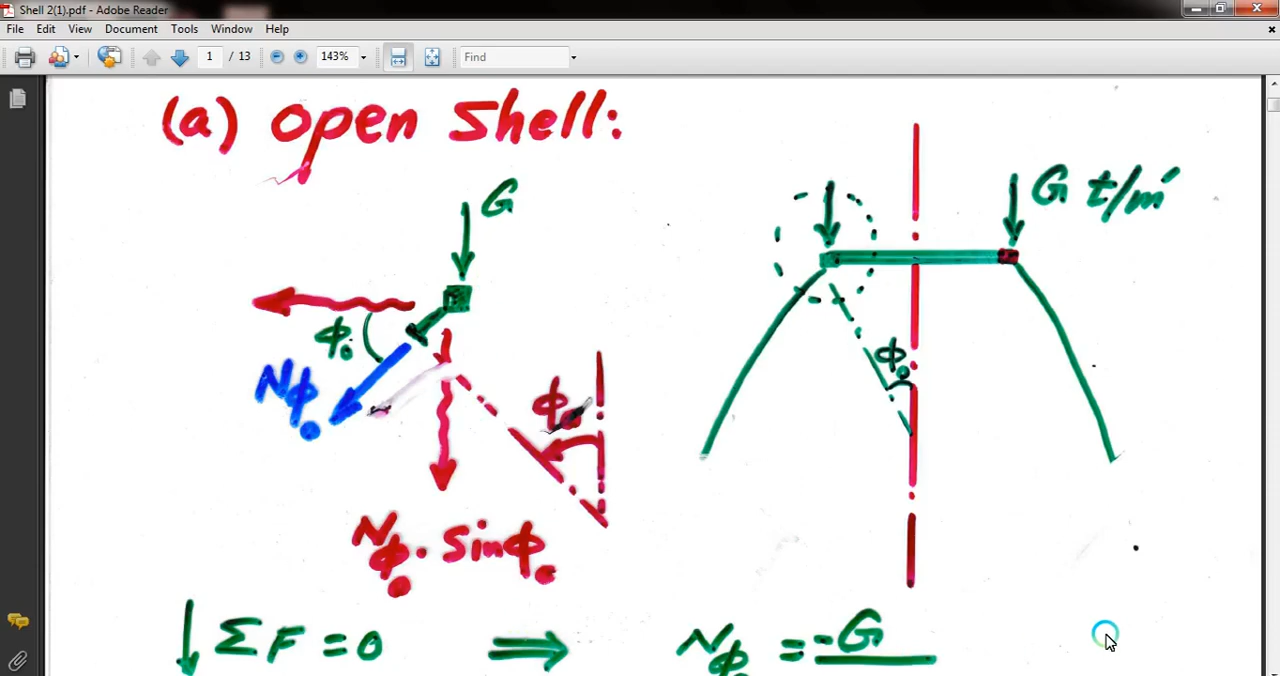 Shell 2(1).pdf - Adobe Reader
File Edit View Document Tools Window Help
1 / 13 143% Find
(a) open Shell:
G
G t/m'
ϕ₀
Nϕ₀
ϕ₀
ϕ₀
Nϕ₀ . Sinϕ₀
↓ΣF = 0 ⇒ Nϕ₀ = -G